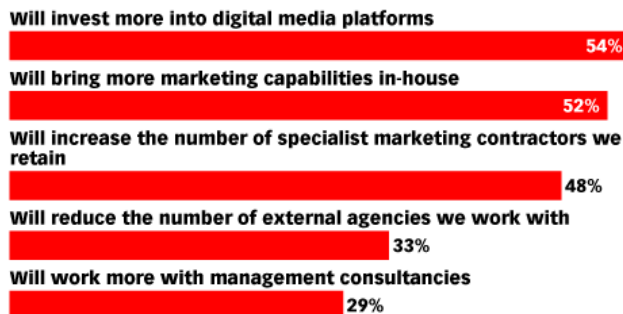 Will invest more into digital media platforms
54%
Will bring more marketing capabilities in-house
52%
Will increase the number of specialist marketing contractors we
retain
48%
Will reduce the number of external agencies we work with
33%
Will work more with management consultancies
29%